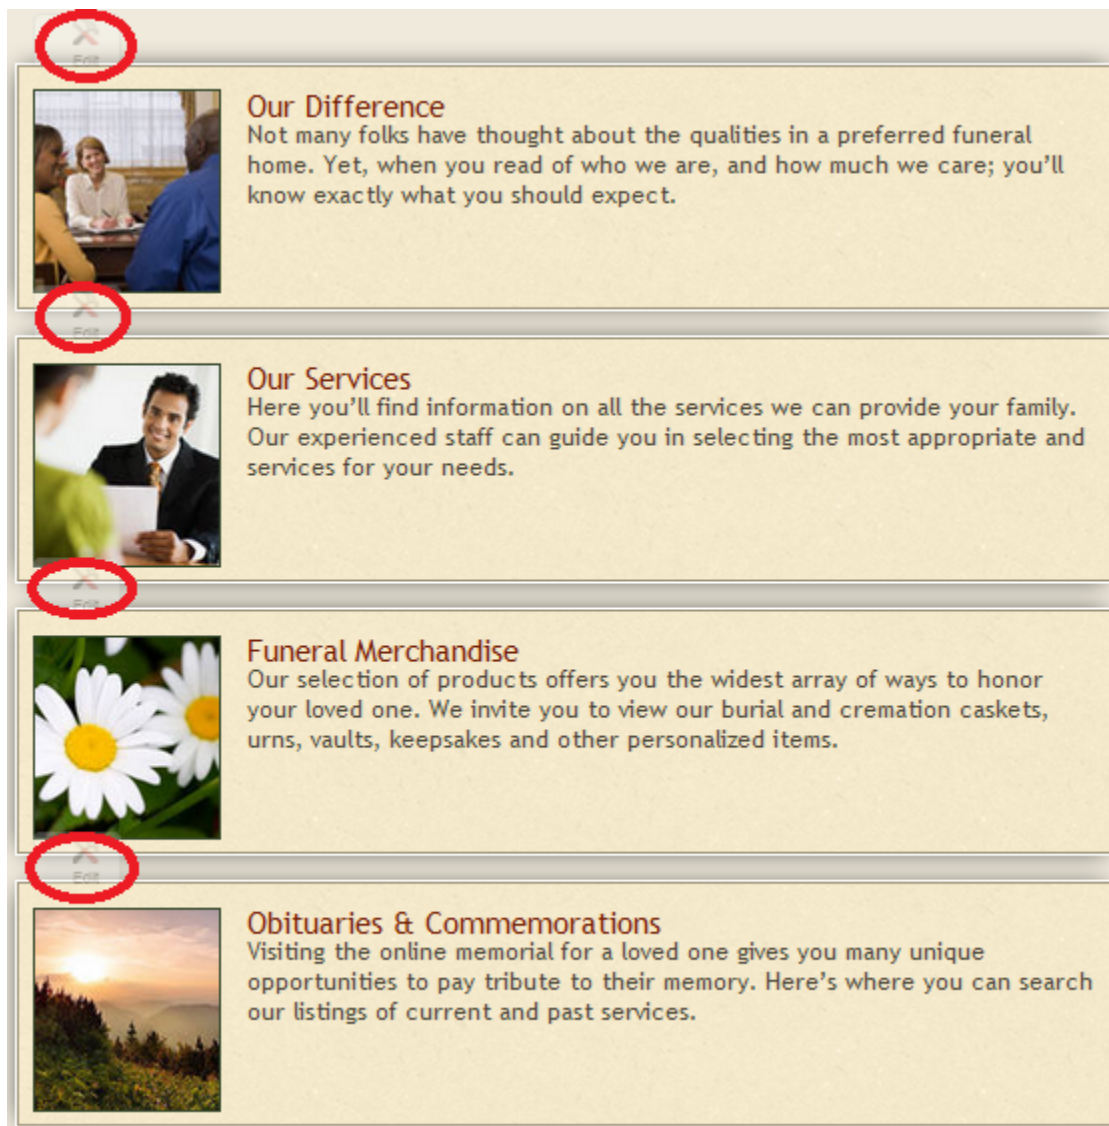 Edit
Our Difference
Not many folks have thought about the qualities in a preferred funeral
home. Yet, when you read of who we are, and how much we care; you’ll
know exactly what you should expect.
Edit
Our Services
Here you’ll find information on all the services we can provide your family.
Our experienced staff can guide you in selecting the most appropriate and
services for your needs.
Edit
Funeral Merchandise
Our selection of products offers you the widest array of ways to honor
your loved one. We invite you to view our burial and cremation caskets,
urns, vaults, keepsakes and other personalized items.
Edit
Obituaries & Commemorations
Visiting the online memorial for a loved one gives you many unique
opportunities to pay tribute to their memory. Here’s where you can search
our listings of current and past services.